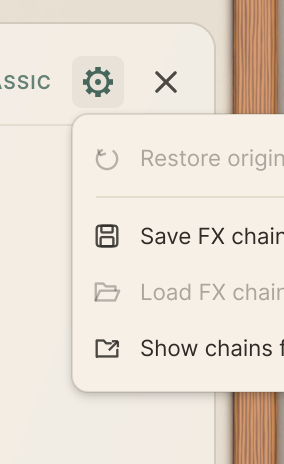 ASSIC
Restore origin
Save FX chain
Load FX chain
Show chains f